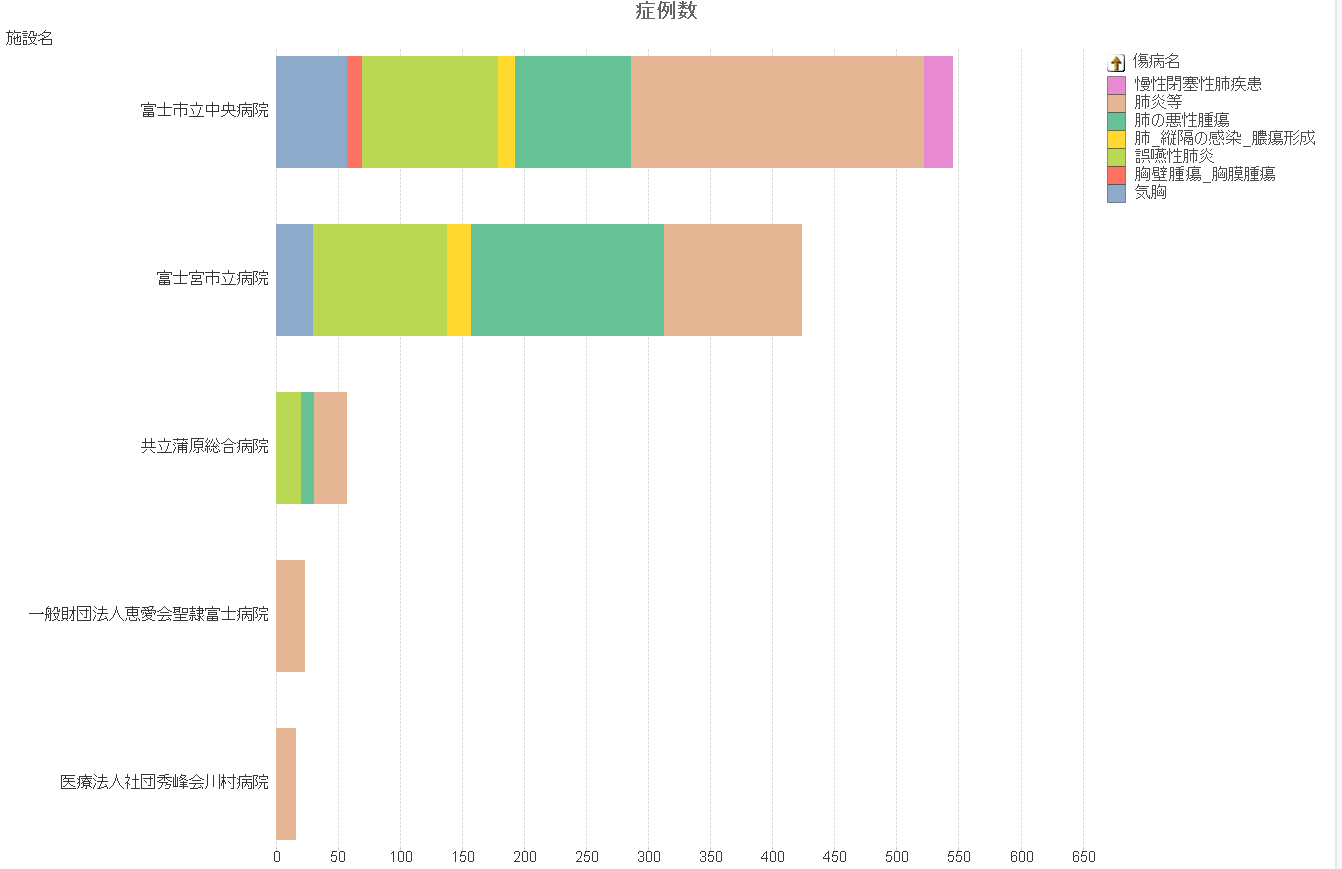 症例数
施設名
富士市立中央病院
富士宮市立病院
共立蒲原総合病院
一般財団法人恵愛会聖隷富士病院
医療法人社団秀峰会川村病院
0 50 100 150 200 250 300 350 400 450 500 550 600 650
傷病名
慢性閉塞性肺疾患
肺炎等
肺の悪性腫瘍
肺_縦隔の感染_膿瘍形成
誤嚥性肺炎
胸壁腫瘍_胸膜腫瘍
気胸